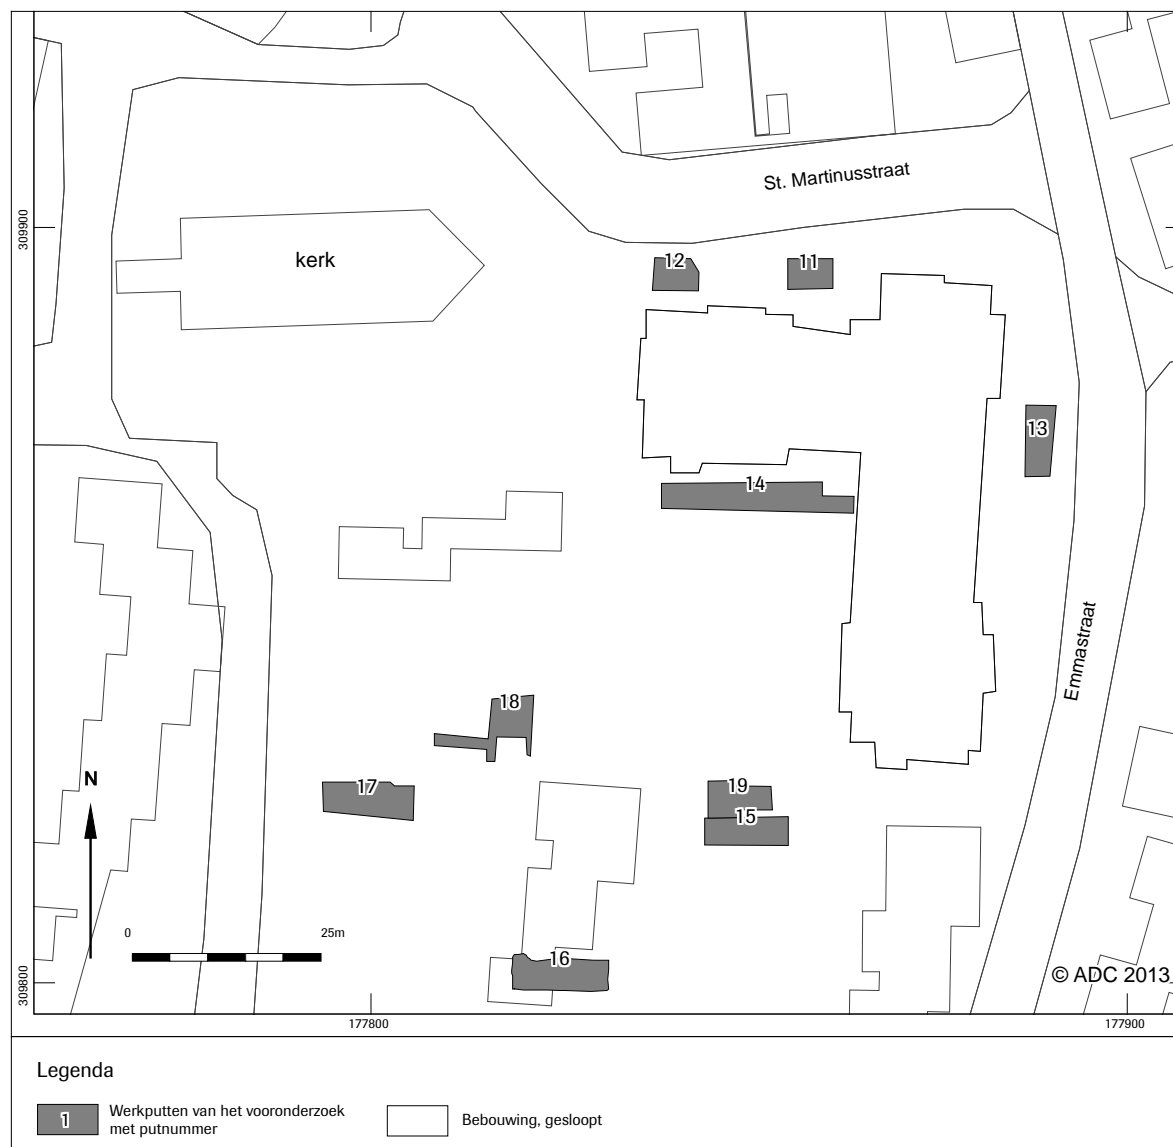 St. Martinusstraat
309900
kerk
12
11
13
14
Emmastraat
18
N
17
19
15
0
25m
16
309800
© ADC 2013
177800
177900
Legenda
1
Werkputten van het vooronderzoek
met putnummer
Bebouwing, gesloopt